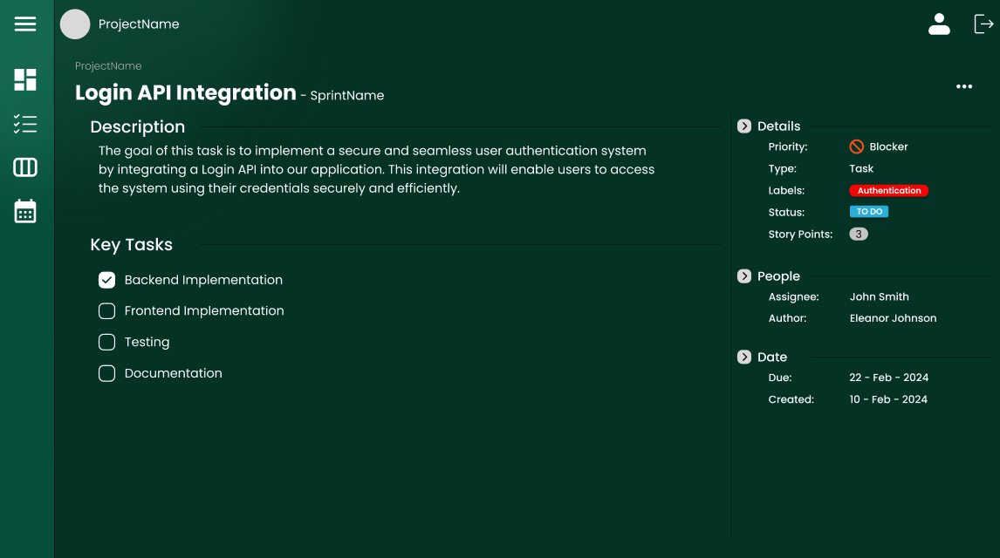 ProjectName
ProjectName
Login API Integration - SprintName
Description
The goal of this task is to implement a secure and seamless user authentication system
by integrating a Login API into our application. This integration will enable users to access
the system using their credentials securely and efficiently.
Key Tasks
Backend Implementation
Frontend Implementation
Testing
Documentation
Details
Priority: Blocker
Type: Task
Labels: Authentication
Status: TO DO
Story Points: 3
People
Assignee: John Smith
Author: Eleanor Johnson
Date
Due: 22 - Feb - 2024
Created: 10 - Feb - 2024